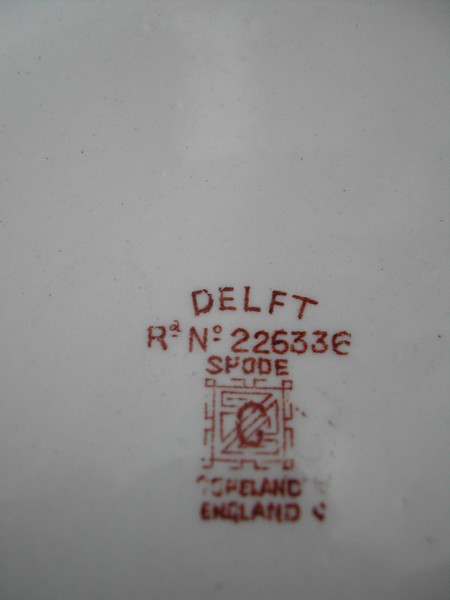 DELFT
Rᵈ Nº 226336
SPODE
C
COPELAND
ENGLAND